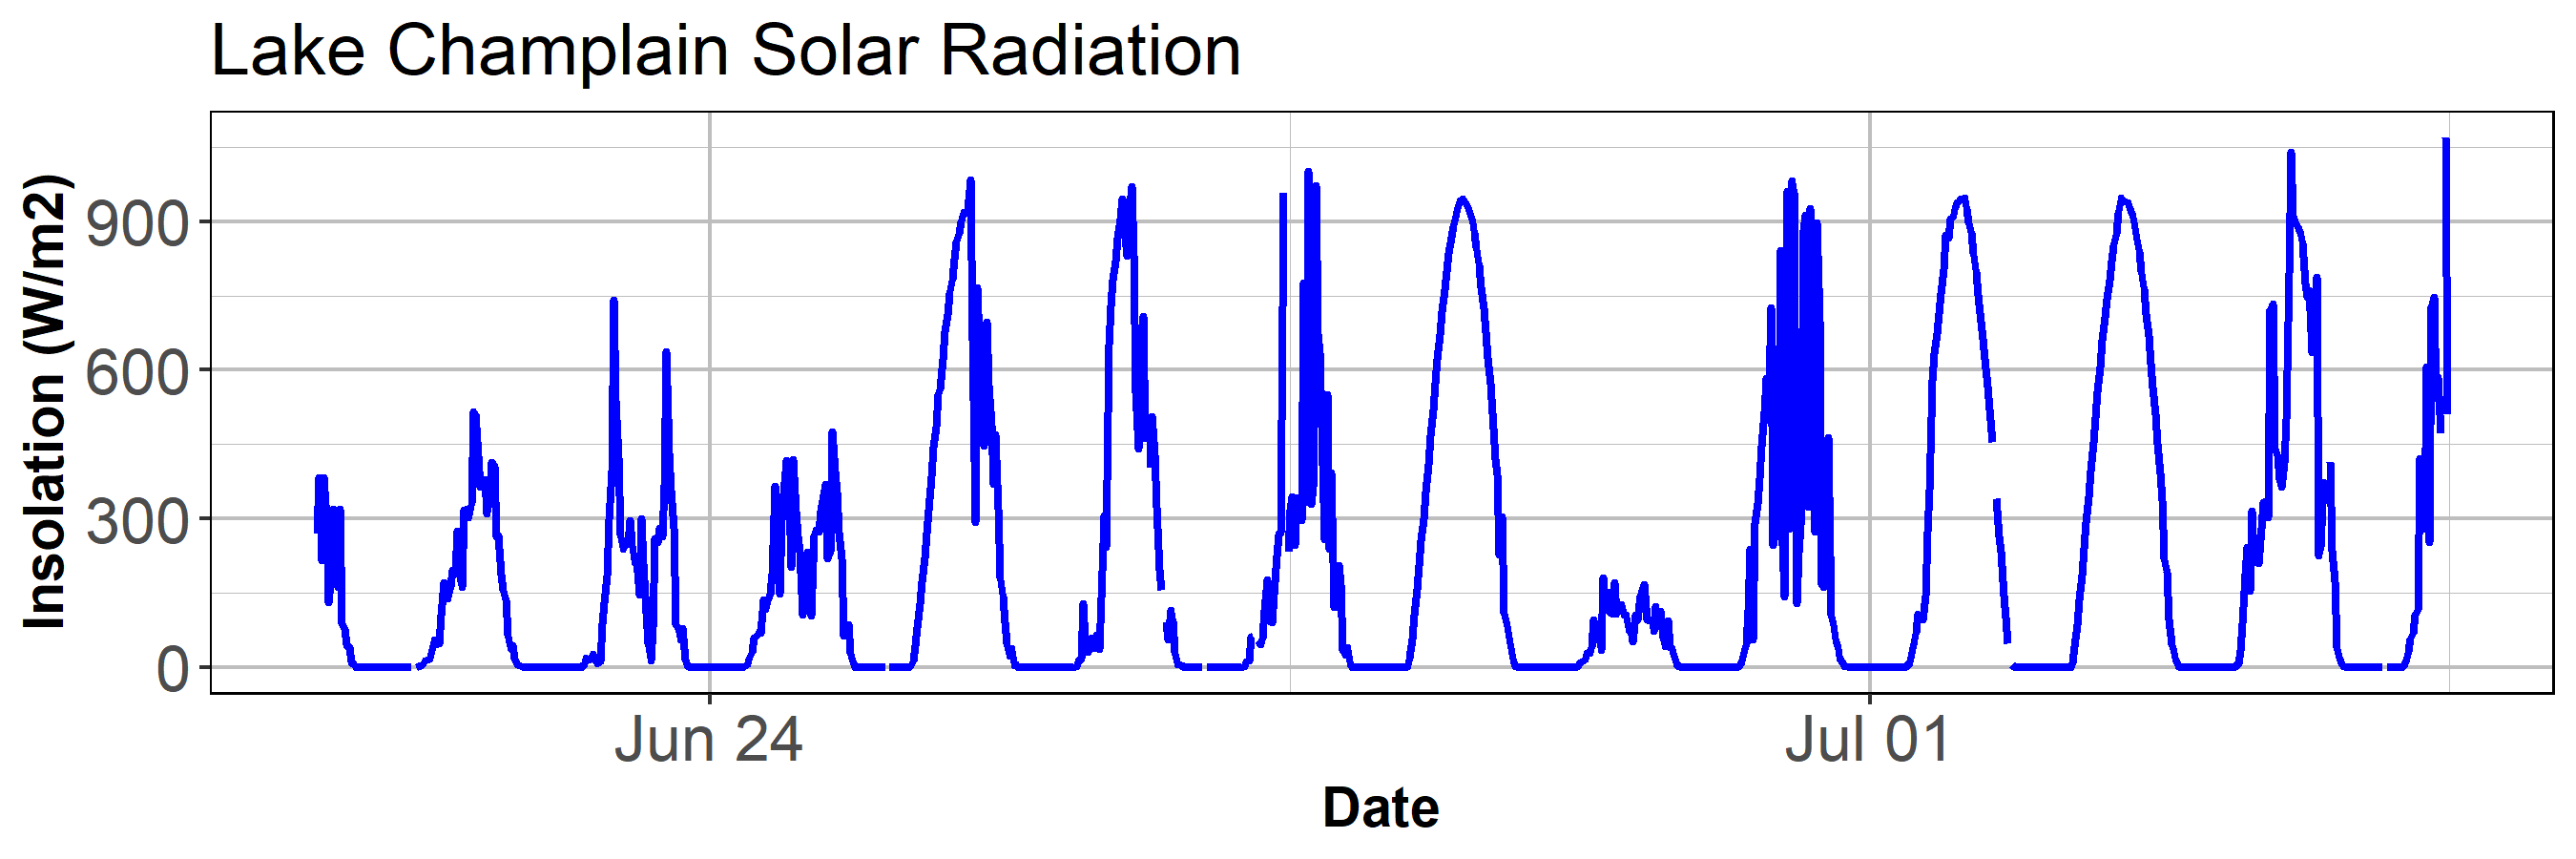 Lake Champlain Solar Radiation
Insolation (W/m2)
900
600
300
0
Jun 24
Jul 01
Date